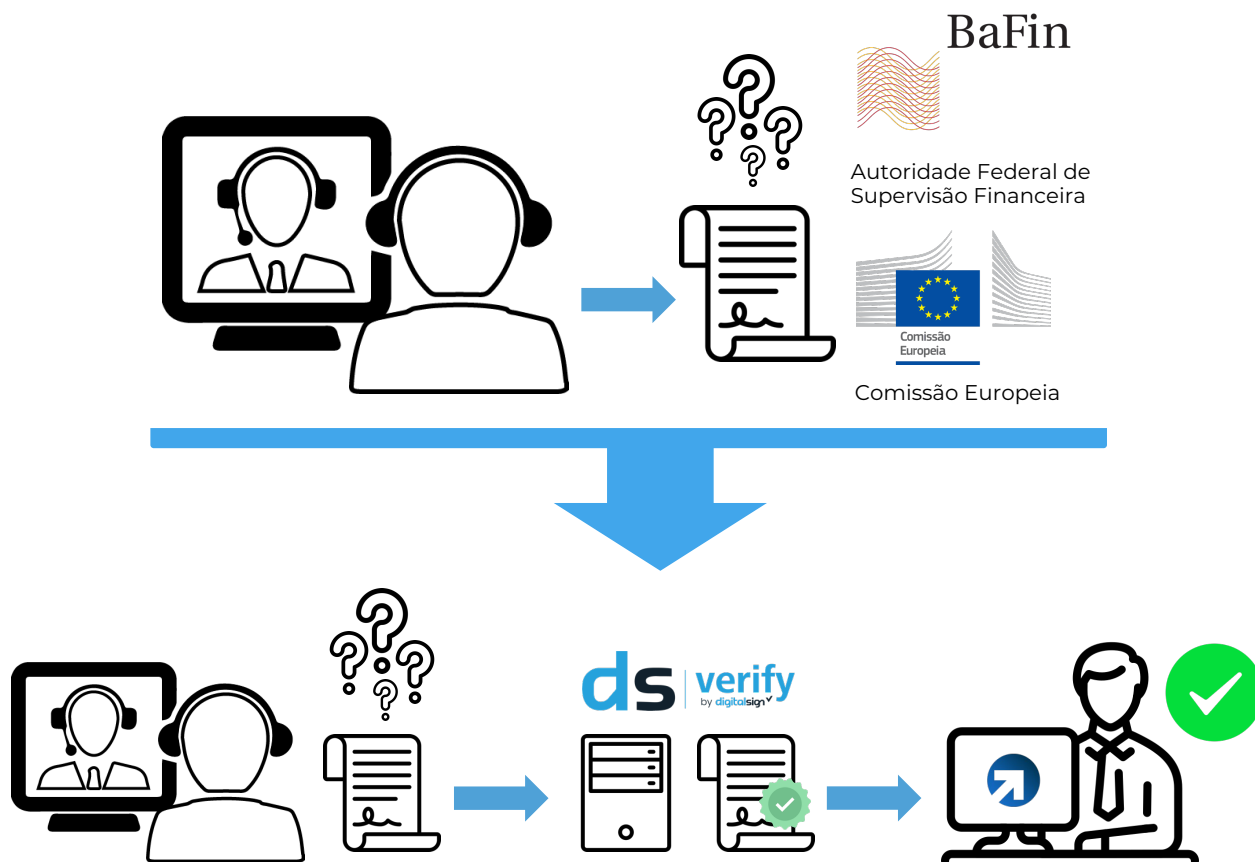 BaFin
Autoridade Federal de
Supervisão Financeira
Comissão
Europeia
Comissão Europeia
ds verify
by digitalsign